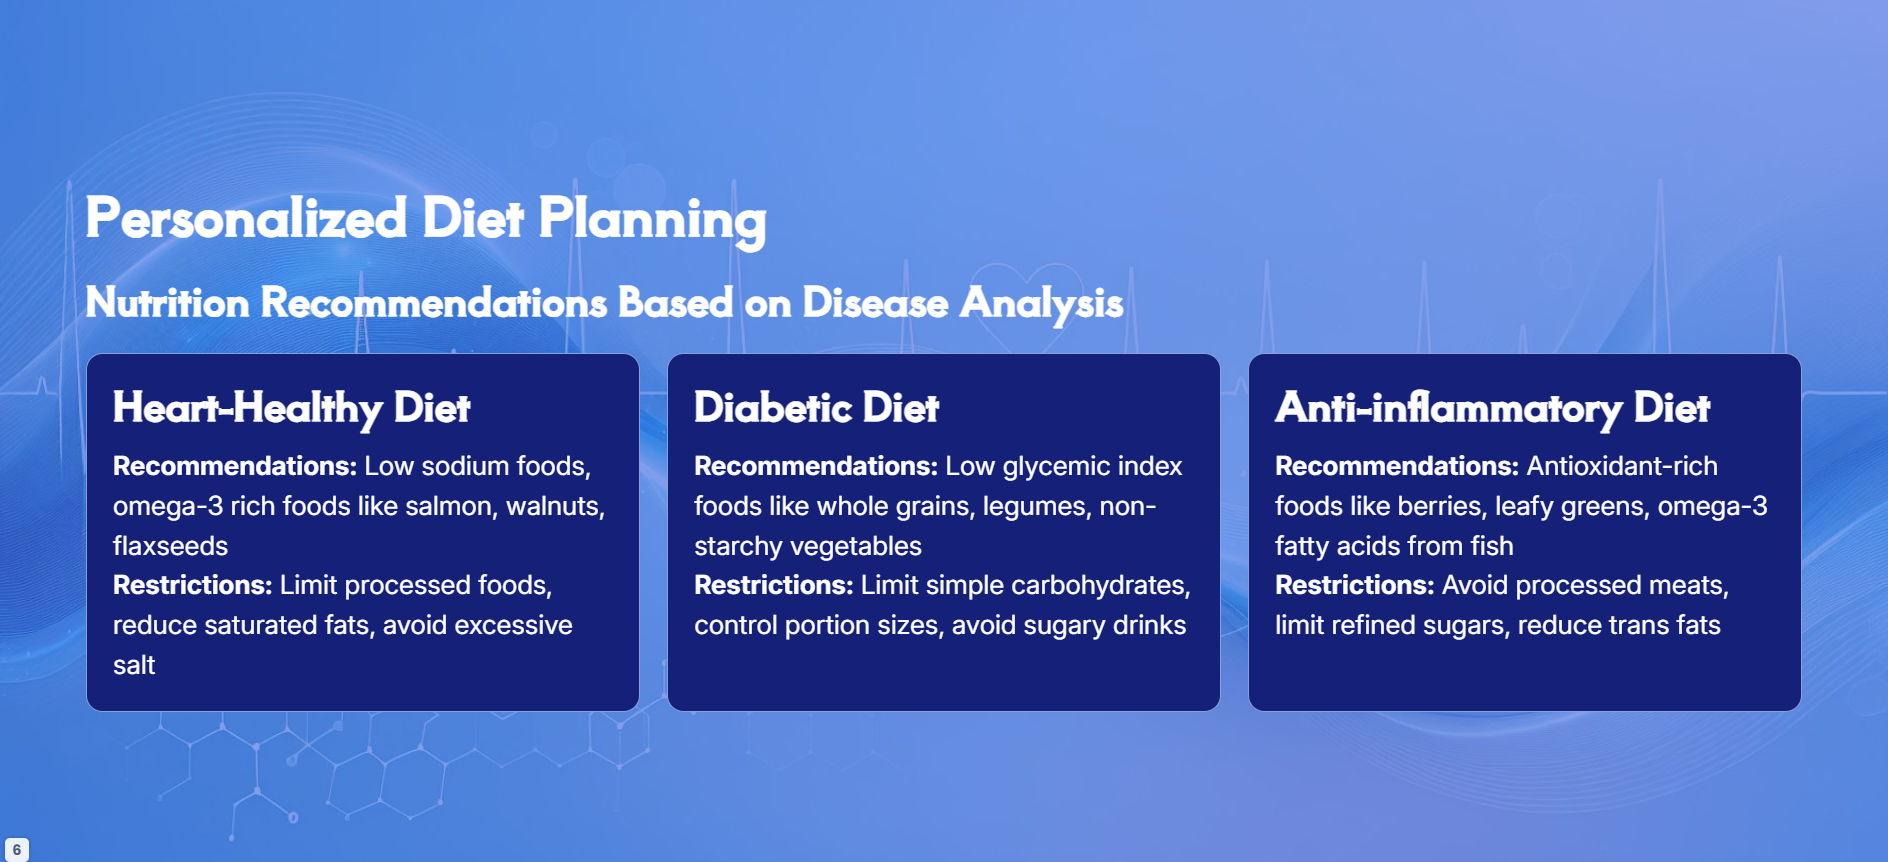 Personalized Diet Planning
Nutrition Recommendations Based on Disease Analysis
Heart-Healthy Diet
Recommendations: Low sodium foods,
omega-3 rich foods like salmon, walnuts,
flaxseeds
Restrictions: Limit processed foods,
reduce saturated fats, avoid excessive
salt
Diabetic Diet
Recommendations: Low glycemic index
foods like whole grains, legumes, non-
starchy vegetables
Restrictions: Limit simple carbohydrates,
control portion sizes, avoid sugary drinks
Anti-inflammatory Diet
Recommendations: Antioxidant-rich
foods like berries, leafy greens, omega-3
fatty acids from fish
Restrictions: Avoid processed meats,
limit refined sugars, reduce trans fats
6